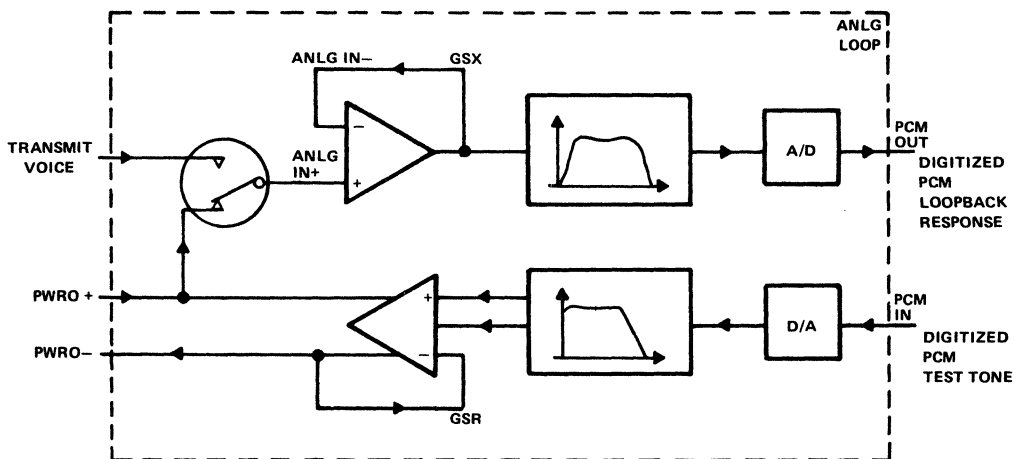 ANLG
LOOP
ANLG IN−
GSX
TRANSMIT
VOICE
ANLG
IN+
−
+
A/D
PCM
OUT
DIGITIZED
PCM
LOOPBACK
RESPONSE
PWRO +
PWRO−
+
−
GSR
D/A
PCM
IN
DIGITIZED
PCM
TEST TONE